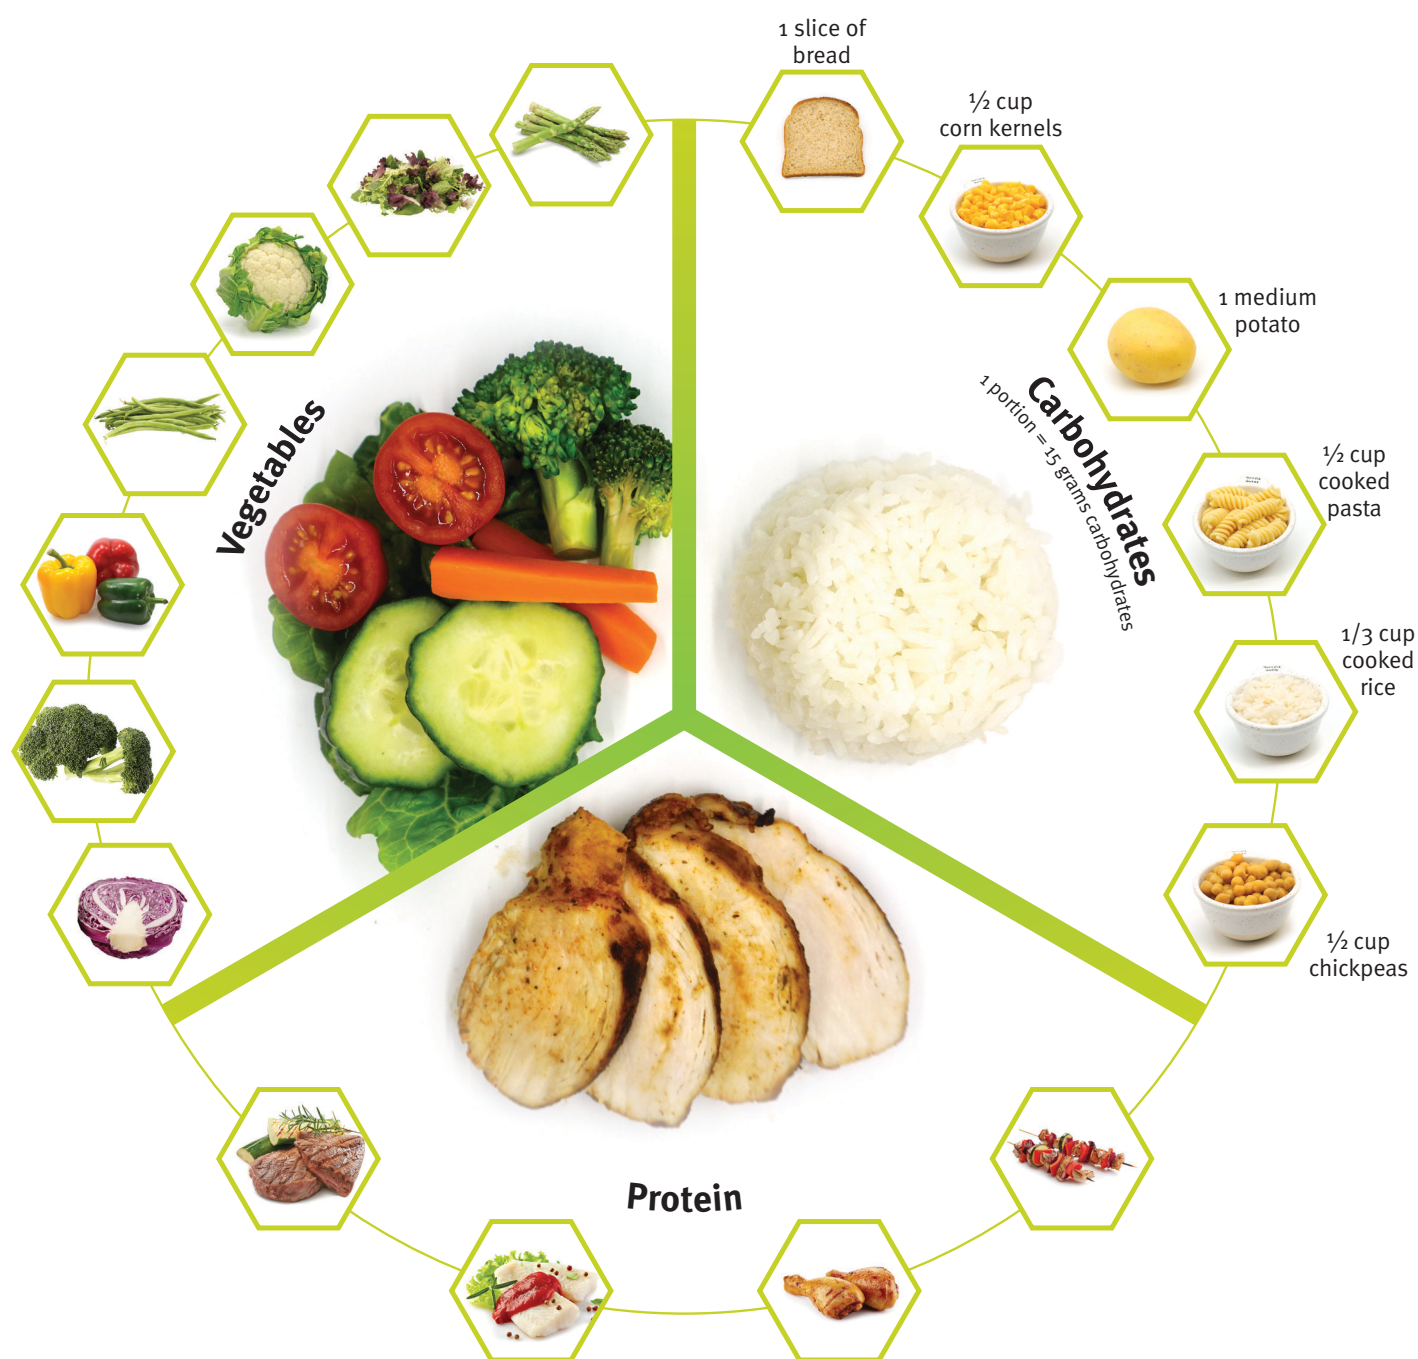 1 slice of
bread
½ cup
corn kernels
1 medium
potato
Carbohydrates
1 portion = 15 grams carbohydrates
½ cup
cooked
pasta
Vegetables
1/3 cup
cooked
rice
½ cup
chickpeas
Protein